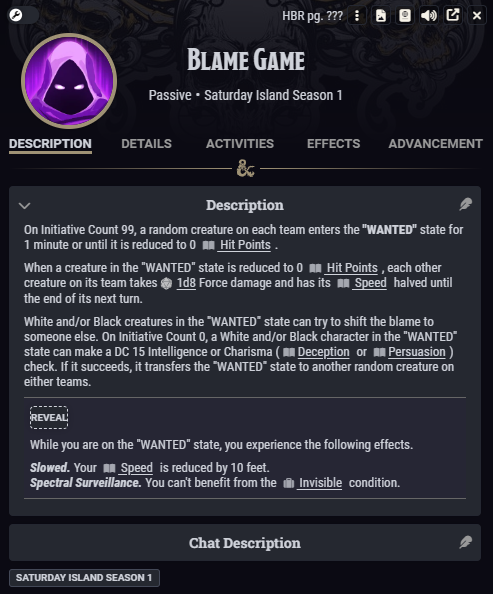 HBR pg. ???
Blame Game
Passive • Saturday Island Season 1
DESCRIPTION DETAILS ACTIVITIES EFFECTS ADVANCEMENT
&
Description
On Initiative Count 99, a random creature on each team enters the "WANTED" state for
1 minute or until it is reduced to 0 Hit Points .
When a creature in the "WANTED" state is reduced to 0 Hit Points , each other
creature on its team takes 1d8 Force damage and has its Speed halved until
the end of its next turn.
White and/or Black creatures in the "WANTED" state can try to shift the blame to
someone else. On Initiative Count 0, a White and/or Black character in the "WANTED"
state can make a DC 15 Intelligence or Charisma ( Deception or Persuasion )
check. If it succeeds, it transfers the "WANTED" state to another random creature on
either teams.
REVEAL
While you are on the "WANTED" state, you experience the following effects.
Slowed. Your Speed is reduced by 10 feet.
Spectral Surveillance. You can't benefit from the Invisible condition.
Chat Description
SATURDAY ISLAND SEASON 1